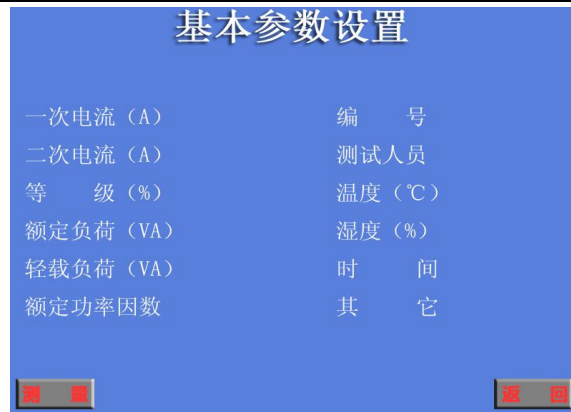 基本参数设置
一次电流（A） 编 号
二次电流（A） 测试人员
等 级（%） 温度（℃）
额定负荷（VA） 湿度（%）
轻载负荷（VA） 时 间
额定功率因数 其 它
测 量 返 回